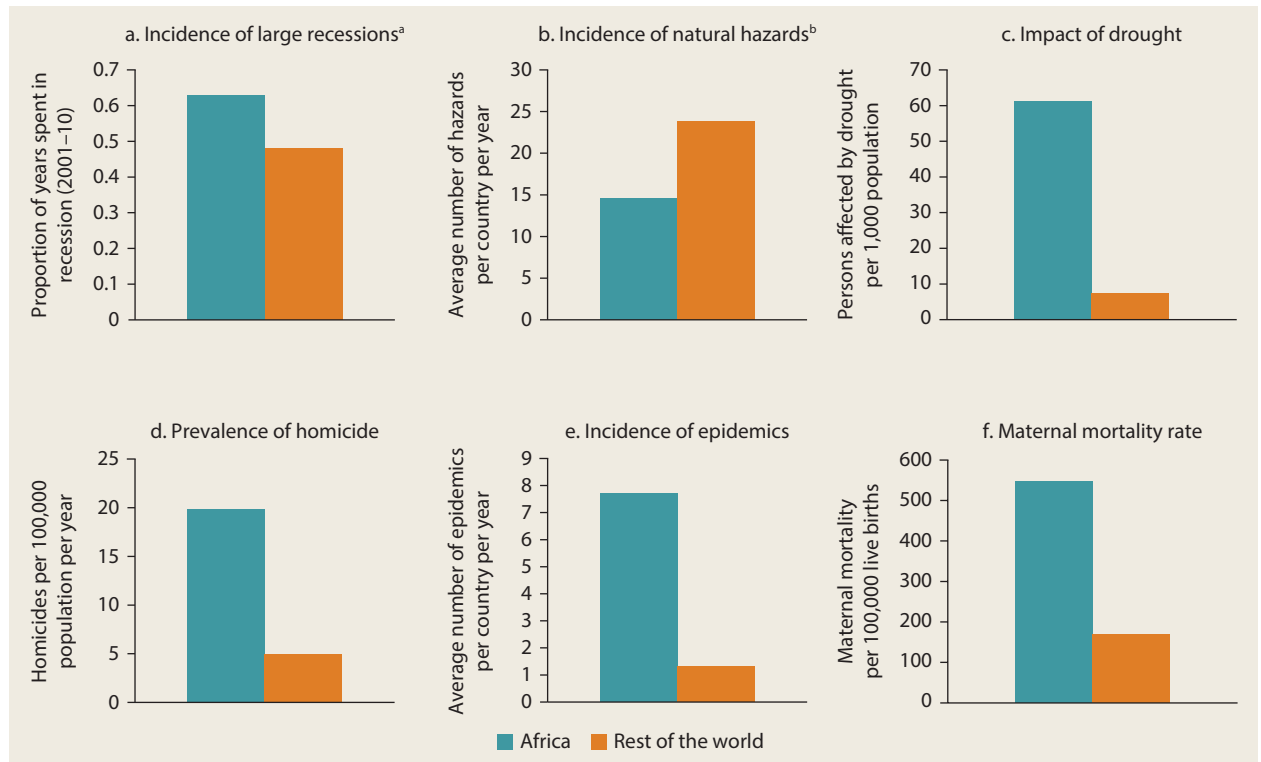 a. Incidence of large recessionsᵃ
Proportion of years spent in
recession (2001–10)
0.7
0.6
0.5
0.4
0.3
0.2
0.1
0
b. Incidence of natural hazardsᵇ
Average number of hazards
per country per year
30
25
20
15
10
5
0
c. Impact of drought
Persons affected by drought
per 1,000 population
70
60
50
40
30
20
10
0
d. Prevalence of homicide
Homicides per 100,000
population per year
25
20
15
10
5
0
e. Incidence of epidemics
Average number of epidemics
per country per year
9
8
7
6
5
4
3
2
1
0
f. Maternal mortality rate
Maternal mortality
per 100,000 live births
600
500
400
300
200
100
0
Africa
Rest of the world